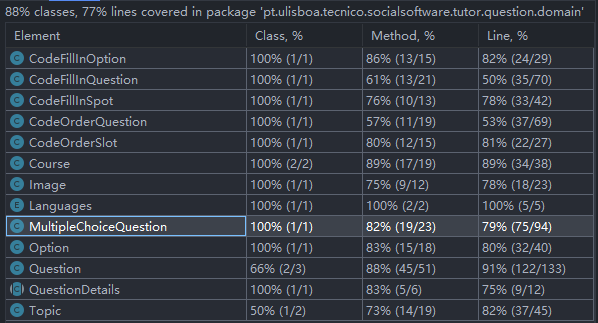 88% classes, 77% lines covered in package 'pt.ulisboa.tecnico.socialsoftware.tutor.question.domain'
Element Class, % Method, % Line, %
C CodeFillInOption 100% (1/1) 86% (13/15) 82% (24/29)
C CodeFillInQuestion 100% (1/1) 61% (13/21) 50% (35/70)
C CodeFillInSpot 100% (1/1) 76% (10/13) 78% (33/42)
C CodeOrderQuestion 100% (1/1) 57% (11/19) 53% (37/69)
C CodeOrderSlot 100% (1/1) 80% (12/15) 81% (22/27)
C Course 100% (2/2) 89% (17/19) 89% (34/38)
C Image 100% (1/1) 75% (9/12) 78% (18/23)
E Languages 100% (1/1) 100% (2/2) 100% (5/5)
C MultipleChoiceQuestion 100% (1/1) 82% (19/23) 79% (75/94)
C Option 100% (1/1) 83% (15/18) 80% (32/40)
C Question 66% (2/3) 88% (45/51) 91% (122/133)
C QuestionDetails 100% (1/1) 83% (5/6) 75% (9/12)
C Topic 50% (1/2) 73% (14/19) 82% (37/45)